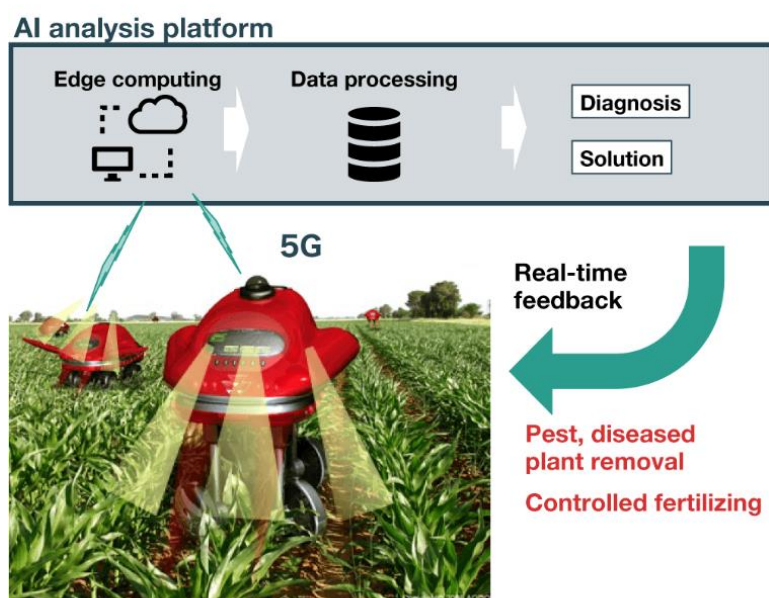 AI analysis platform
Edge computing
Data processing
Diagnosis
Solution
5G
Real-time
feedback
Pest, diseased
plant removal
Controlled fertilizing